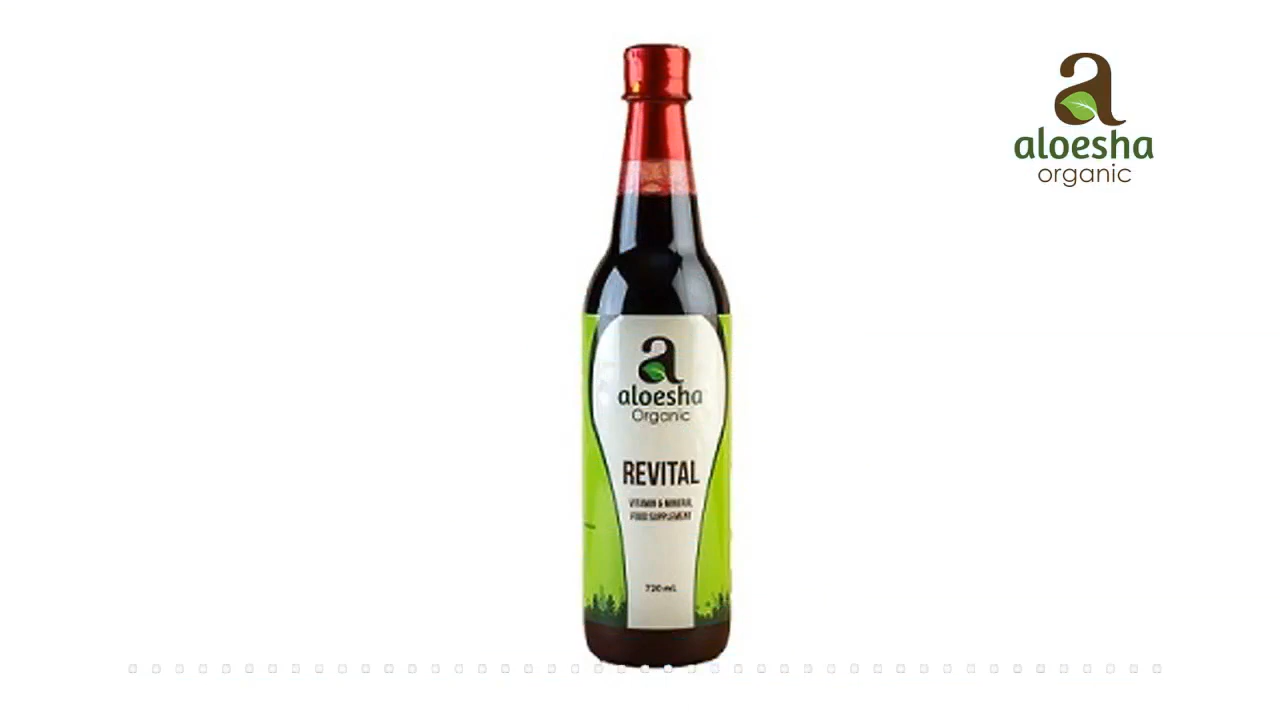 a
aloesha
organic
a
aloesha
Organic
REVITAL
VITAMIN & MINERAL
FOOD SUPPLEMENT
720 mL